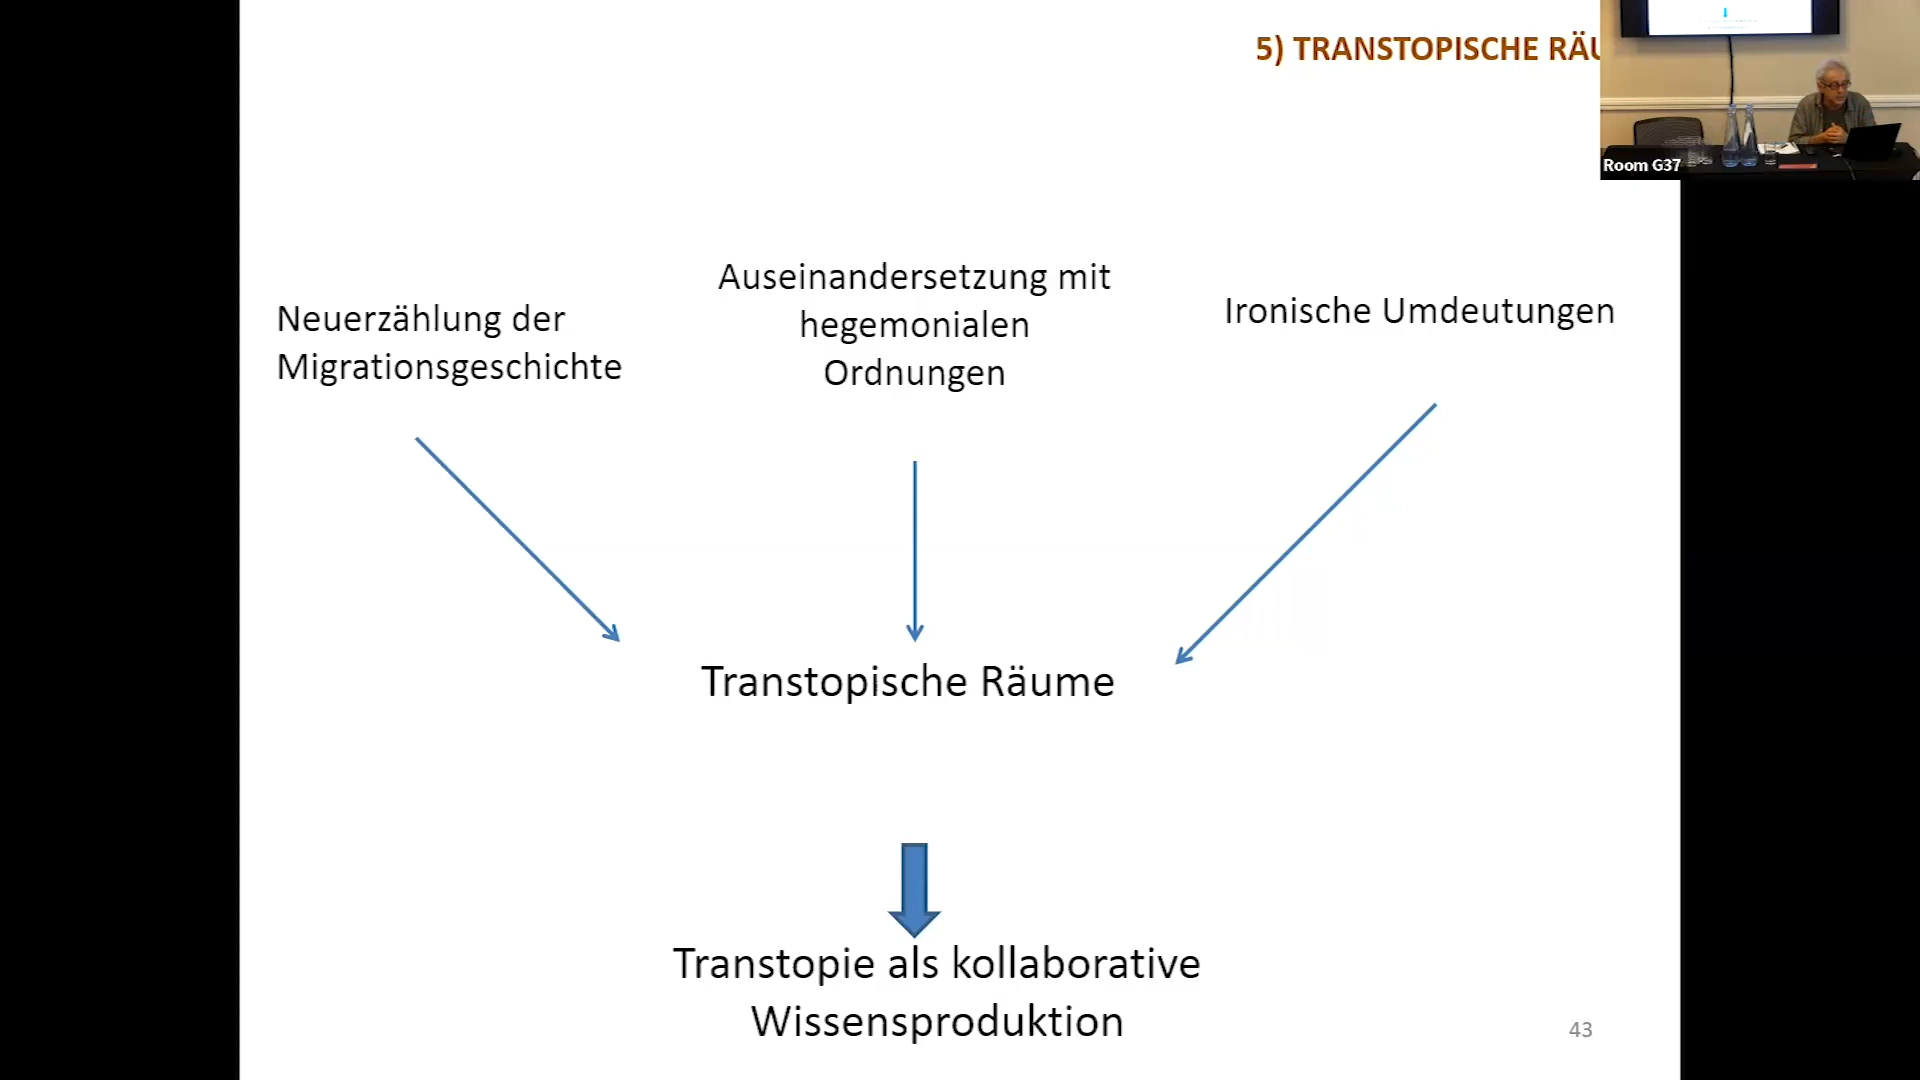 5) TRANSTOPISCHE RÄU
Room G37
Neuerzählung der
Migrationsgeschichte
Auseinandersetzung mit
hegemonialen
Ordnungen
Ironische Umdeutungen
Transtopische Räume
Transtopie als kollaborative
Wissensproduktion
43